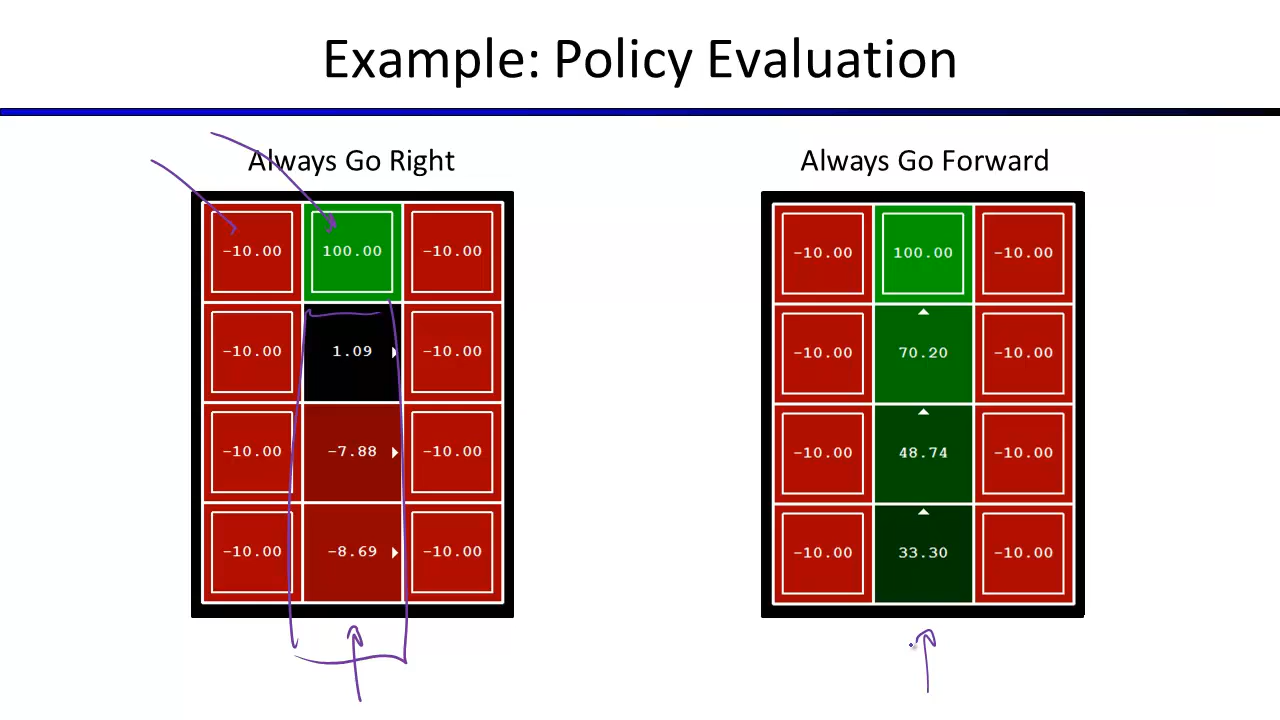 Example: Policy Evaluation
Always Go Right
-10.00 100.00 -10.00
-10.00 1.09 -10.00
-10.00 -7.88 -10.00
-10.00 -8.69 -10.00
Always Go Forward
-10.00 100.00 -10.00
-10.00 70.20 -10.00
-10.00 48.74 -10.00
-10.00 33.30 -10.00